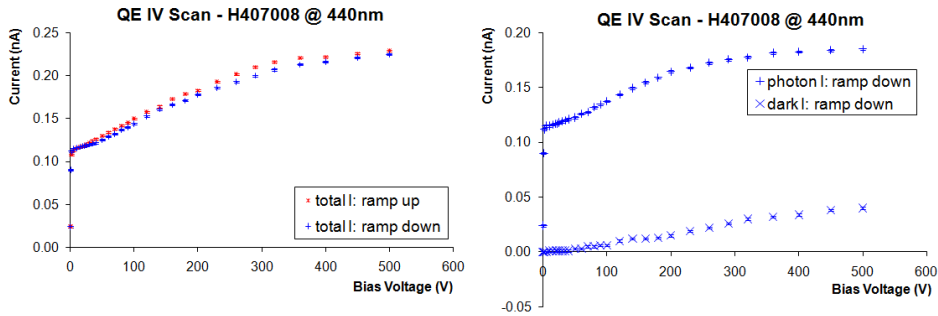 QE IV Scan - H407008 @ 440nm
Current (nA)
0.25
0.20
0.15
0.10
0.05
0.00
0
100
200
300
400
500
600
Bias Voltage (V)
total I: ramp up
total I: ramp down
QE IV Scan - H407008 @ 440nm
Current (nA)
0.20
0.15
0.10
0.05
0.00
-0.05
0
100
200
300
400
500
600
Bias Voltage (V)
photon I: ramp down
dark I: ramp down